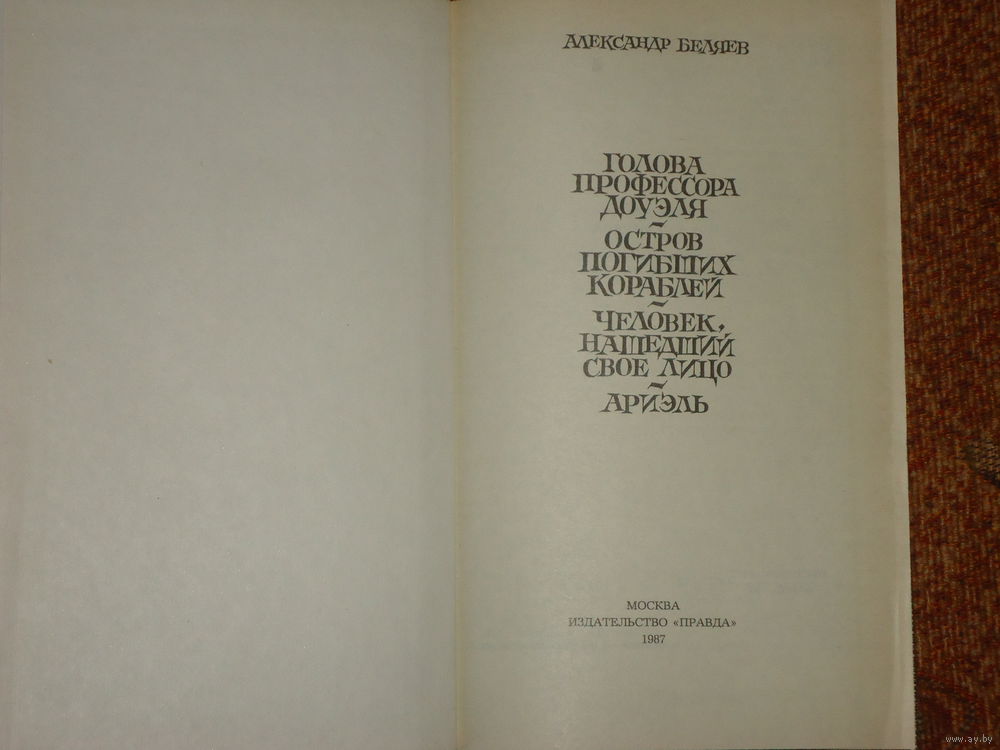 АЛЕКСАНДР БЕЛЯЕВ
ГОЛОВА
ПРОФЕССОРА
ДОУЭЛЯ
~
ОСТРОВ
ПОГИБШИХ
КОРАБЛЕЙ
~
ЧЕЛОВЕК,
НАШЕДШИЙ
СВОЕ ЛИЦО
~
АРИЭЛЬ
МОСКВА
ИЗДАТЕЛЬСТВО «ПРАВДА»
1987
www.ay.by